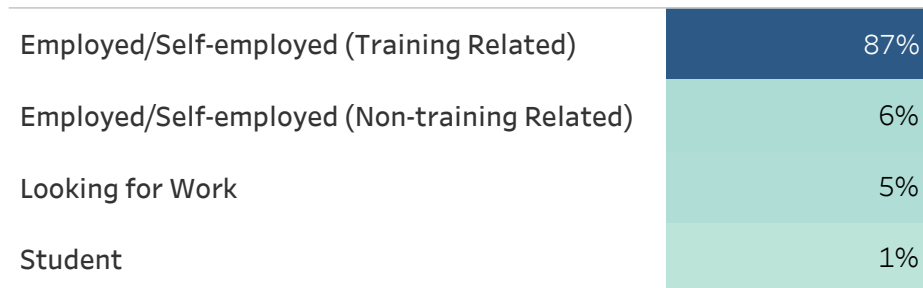 Employed/Self-employed (Training Related) 87%
Employed/Self-employed (Non-training Related) 6%
Looking for Work 5%
Student 1%